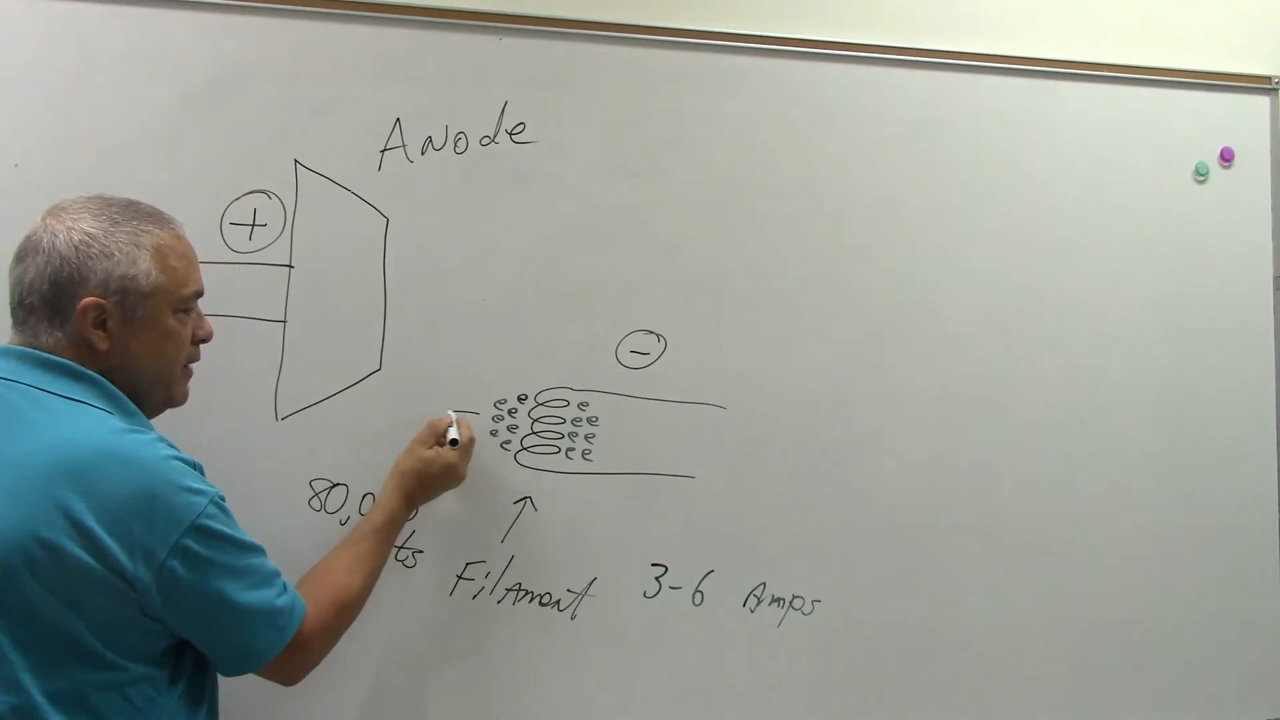 Anode
+
−
e e e
e e e e
e e e e
e e e
80,0
ts
Filament 3-6 Amps